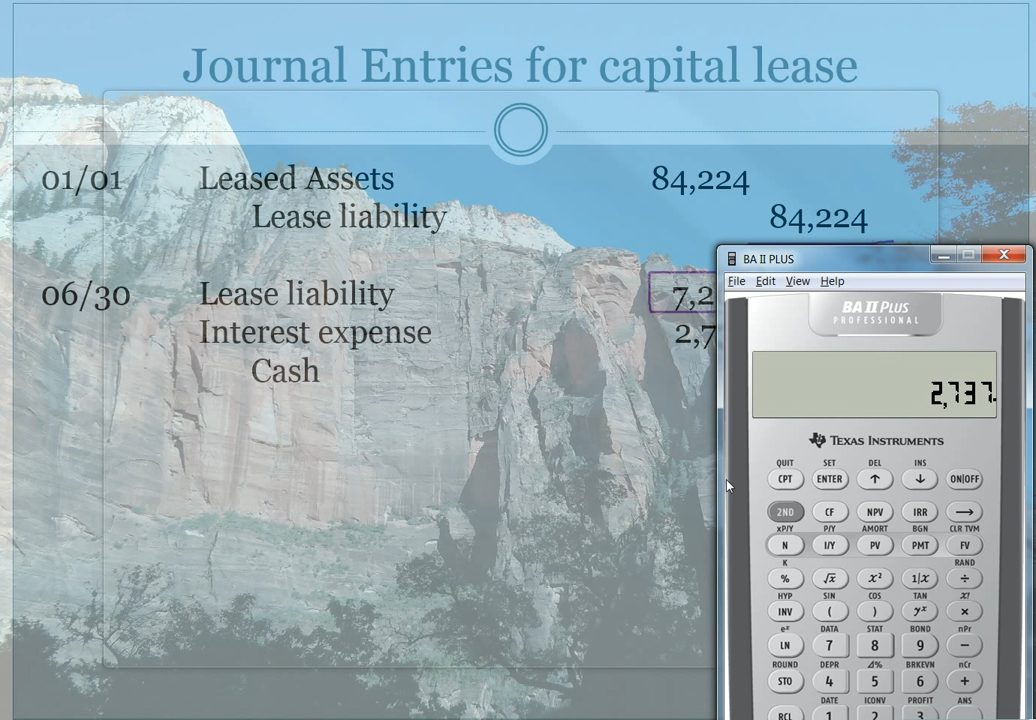 Journal Entries for capital lease
01/01 Leased Assets 84,224
Lease liability 84,224
06/30 Lease liability 7,2
Interest expense 2,7
Cash
BA II PLUS
File Edit View Help
BA II PLUS
PROFESSIONAL
2,737.
TEXAS INSTRUMENTS
QUIT SET DEL INS
CPT ENTER ↑ ↓ ON|OFF
2ND CF NPV IRR →
xP/Y P/Y AMORT BGN CLR TVM
N I/Y PV PMT FV
K RAND
% √x x² 1/x ÷
HYP SIN COS TAN x!
INV ( ) yˣ ×
eˣ DATA STAT BOND nPr
LN 7 8 9 −
ROUND DEPR Δ% BRKEVN nCr
STO 4 5 6 +
DATE ICONV PROFIT ANS
RCL 1 2 3